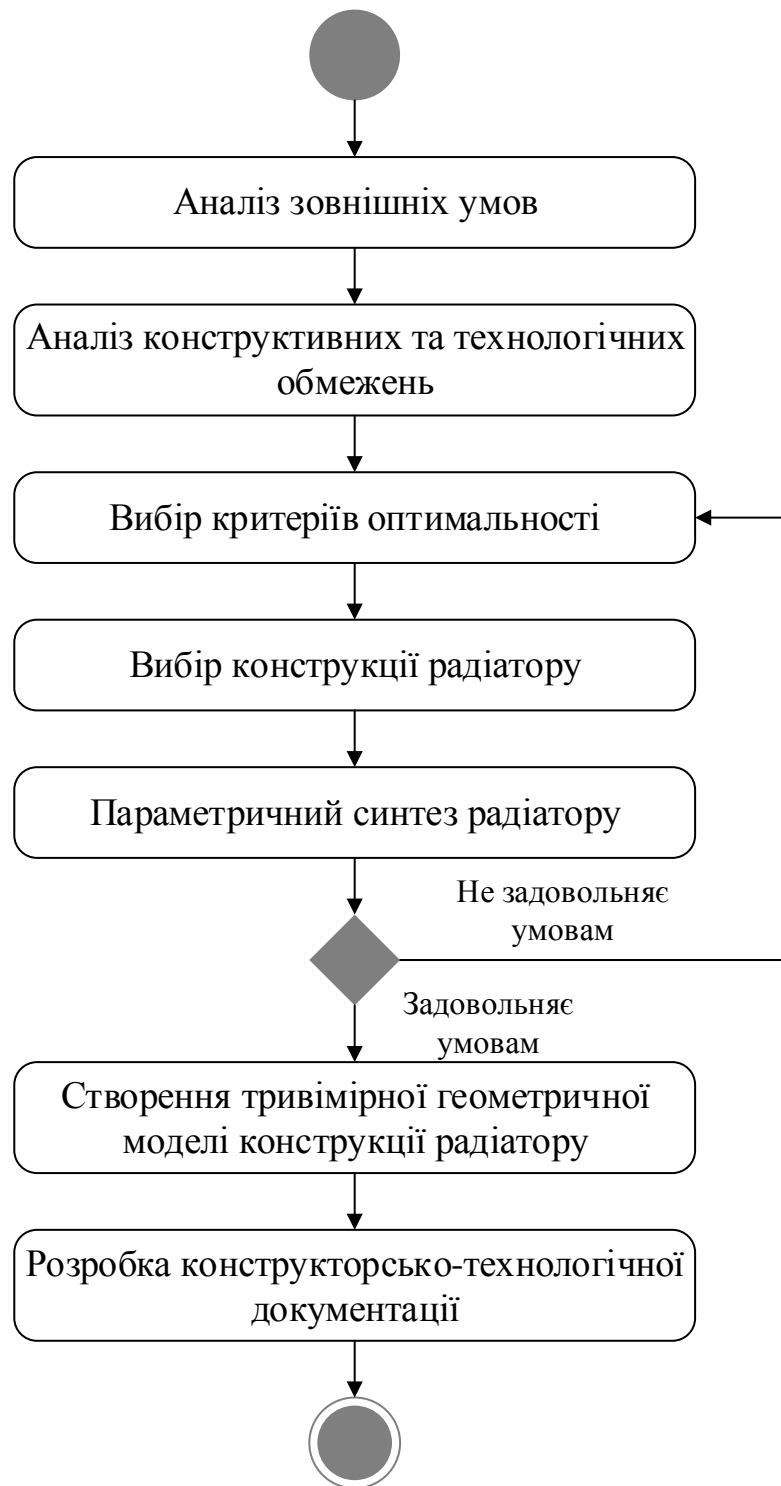 Аналіз зовнішніх умов
Аналіз конструктивних та технологічних
обмежень
Вибір критеріїв оптимальності
Вибір конструкції радіатору
Параметричний синтез радіатору
Не задовольняє
умовам
Задовольняє
умовам
Створення тривімірної геометричної
моделі конструкції радіатору
Розробка конструкторсько-технологічної
документації